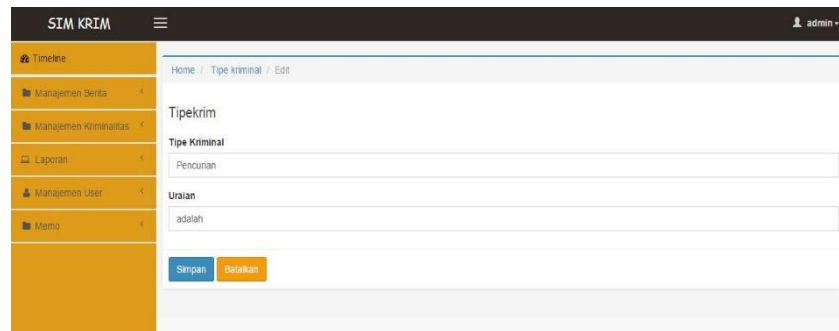 SIM KRIM
admin
Timeline
Home / Tipe kriminal / Edit
Manajemen Berita
Manajemen Kriminalitas
Laporan
Manajemen User
Memo
Tipekrim
Tipe Kriminal
Pencurian
Uraian
adalah
Simpan Batalkan